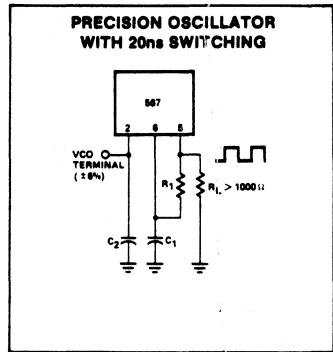 PRECISION OSCILLATOR
WITH 20ns SWITCHING
567
2 6 5
VCO
TERMINAL
(±6%)
R1
RL > 1000 Ω
C2
C1